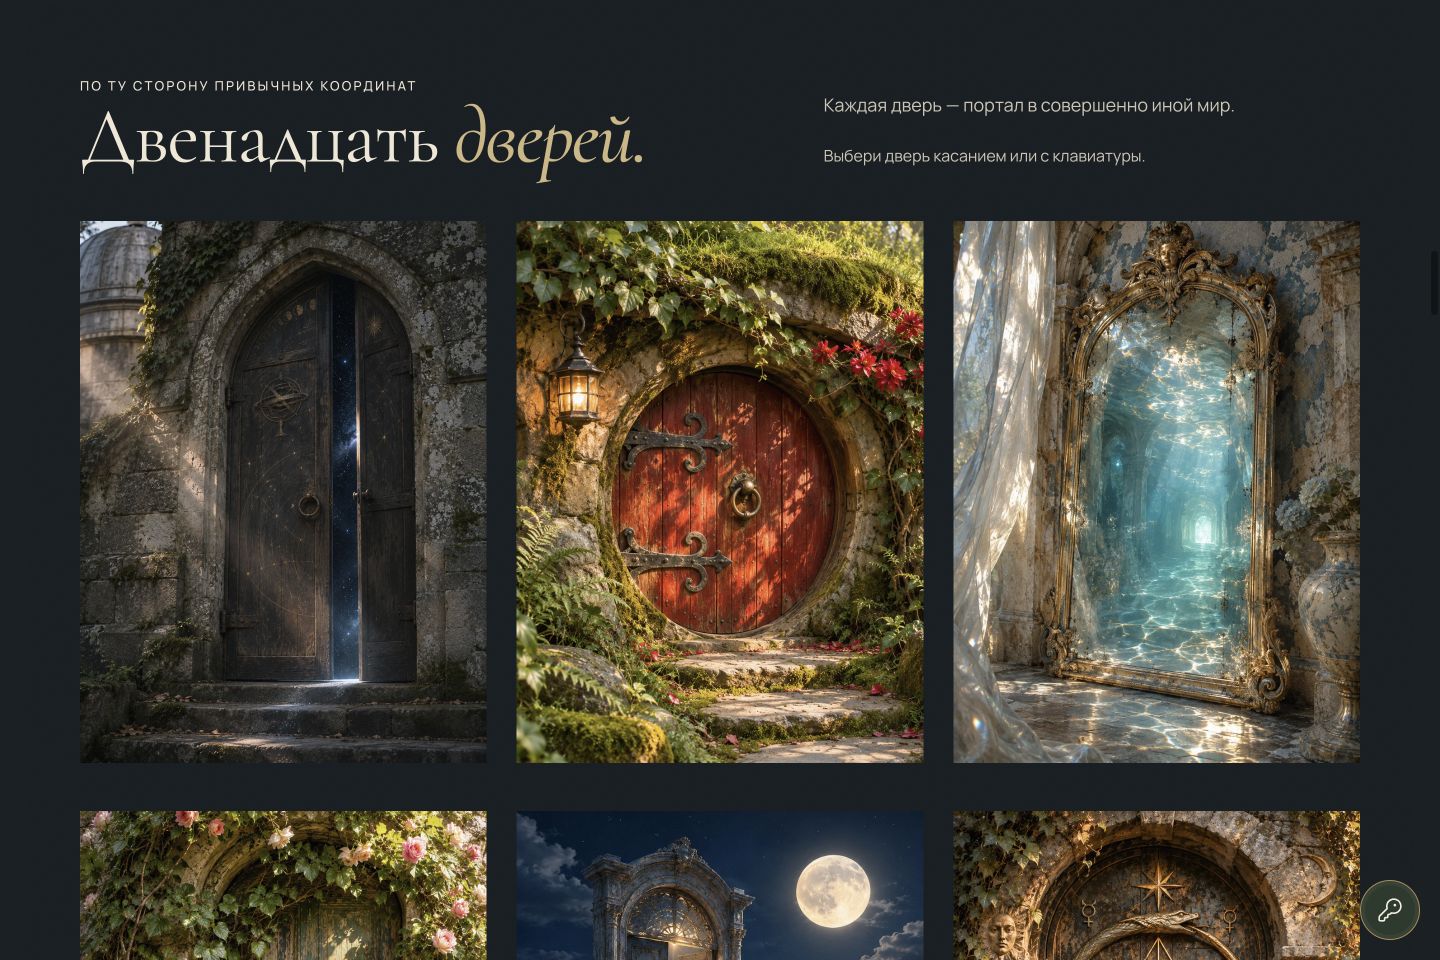 ПО ТУ СТОРОНУ ПРИВЫЧНЫХ КООРДИНАТ
Двенадцать дверей.
Каждая дверь — портал в совершенно иной мир.
Выбери дверь касанием или с клавиатуры.